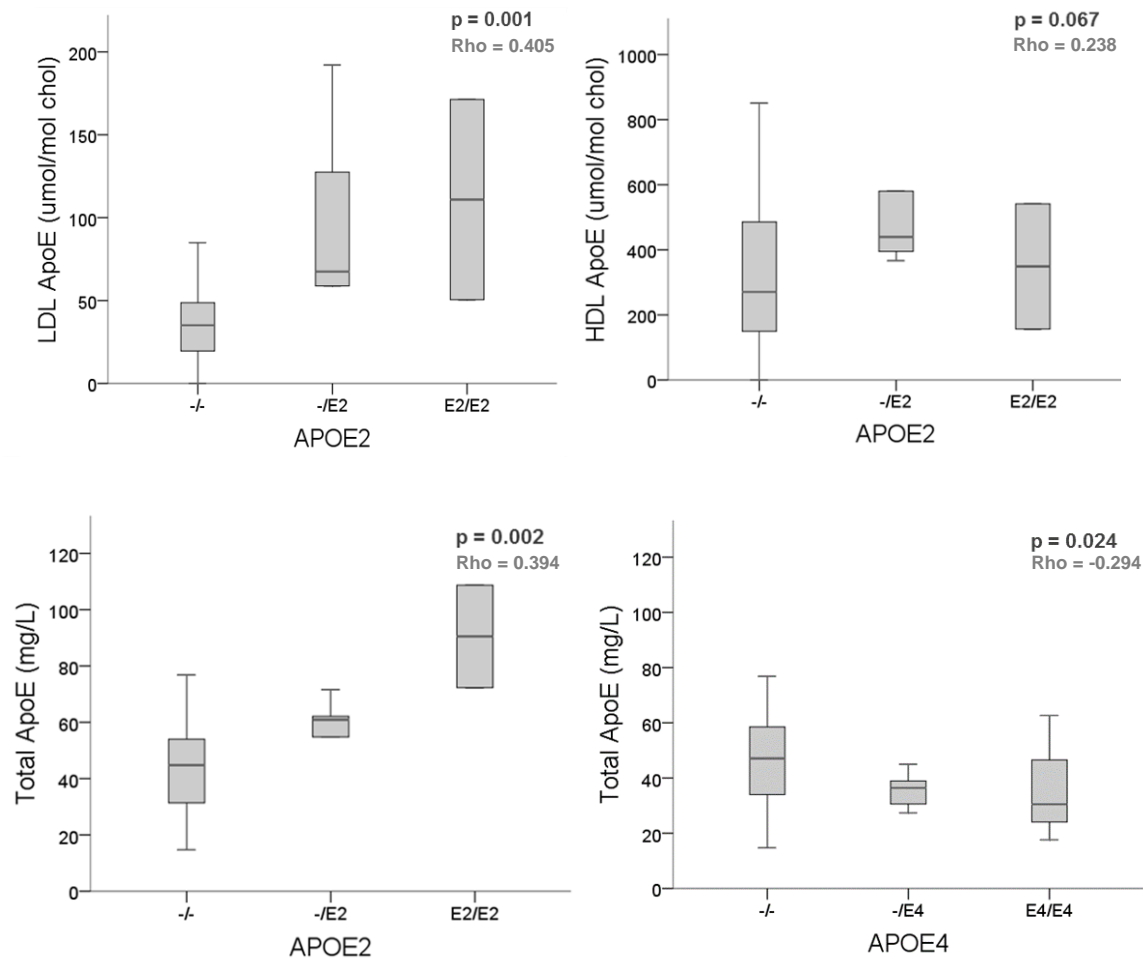 p = 0.001
Rho = 0.405
LDL ApoE (umol/mol chol)
200
150
100
50
0
-/-
-/E2
E2/E2
APOE2
p = 0.067
Rho = 0.238
HDL ApoE (umol/mol chol)
1000
800
600
400
200
0
-/-
-/E2
E2/E2
APOE2
p = 0.002
Rho = 0.394
Total ApoE (mg/L)
120
100
80
60
40
20
0
-/-
-/E2
E2/E2
APOE2
p = 0.024
Rho = -0.294
Total ApoE (mg/L)
120
100
80
60
40
20
0
-/-
-/E4
E4/E4
APOE4